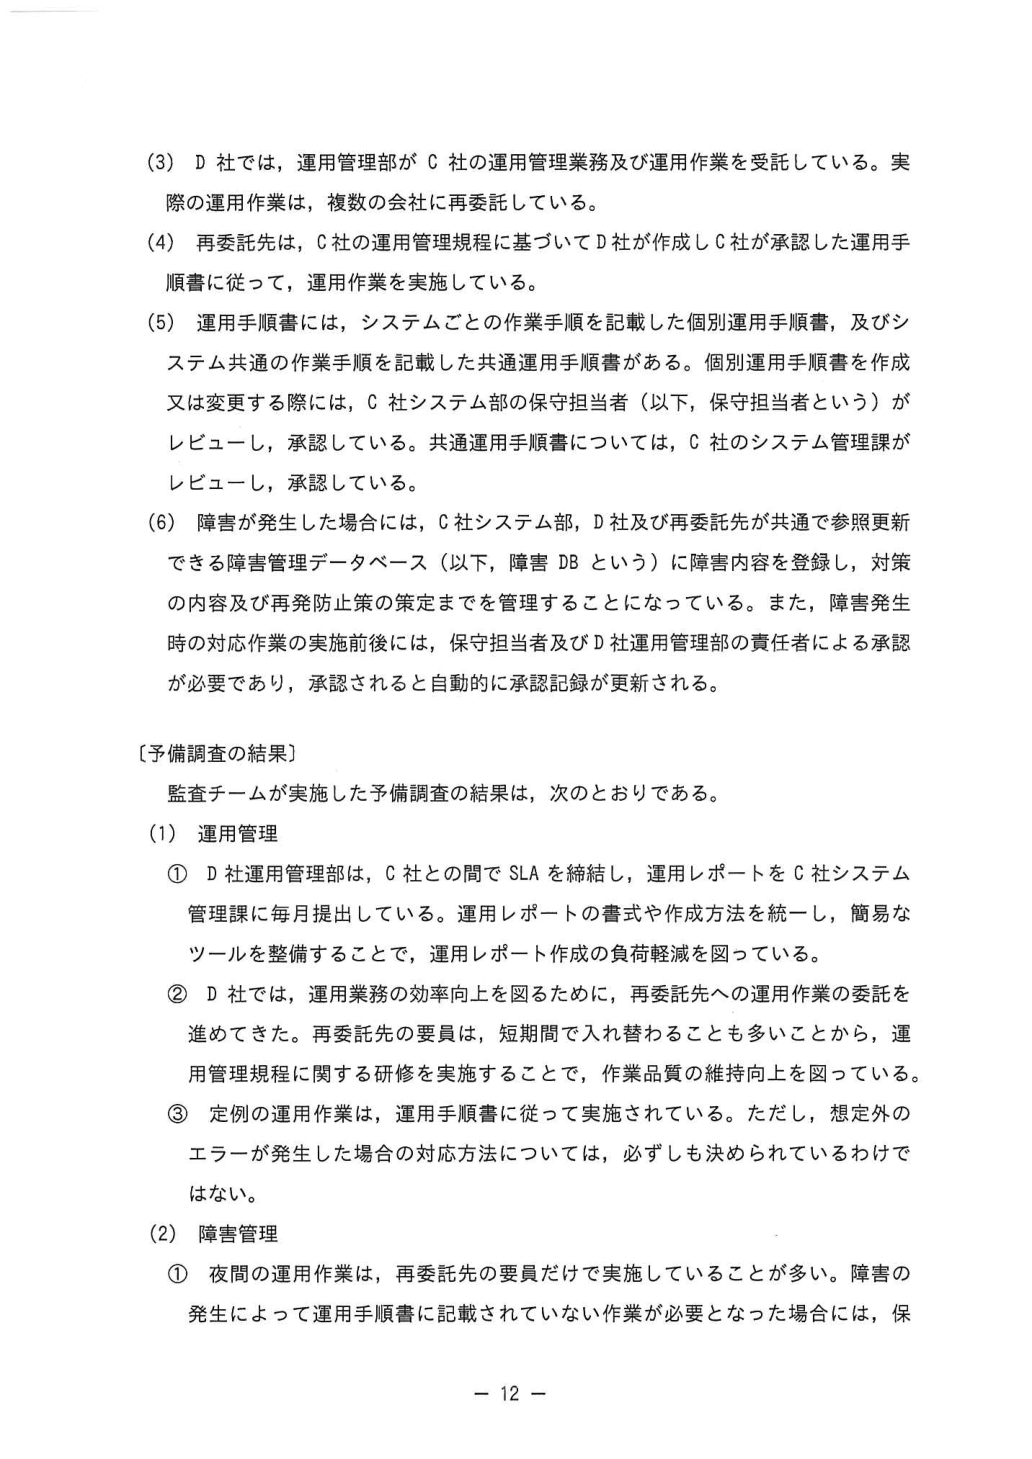 (3) D 社では，運用管理部が C 社の運用管理業務及び運用作業を受託している。実
際の運用作業は，複数の会社に再委託している。
(4) 再委託先は，C社の運用管理規程に基づいてD社が作成しC社が承認した運用手
順書に従って，運用作業を実施している。
(5) 運用手順書には，システムごとの作業手順を記載した個別運用手順書，及びシ
ステム共通の作業手順を記載した共通運用手順書がある。個別運用手順書を作成
又は変更する際には，C 社システム部の保守担当者（以下，保守担当者という）が
レビューし，承認している。共通運用手順書については，C 社のシステム管理課が
レビューし，承認している。
(6) 障害が発生した場合には，C社システム部，D社及び再委託先が共通で参照更新
できる障害管理データベース（以下，障害 DB という）に障害内容を登録し，対策
の内容及び再発防止策の策定までを管理することになっている。また，障害発生
時の対応作業の実施前後には，保守担当者及びD社運用管理部の責任者による承認
が必要であり，承認されると自動的に承認記録が更新される。
〔予備調査の結果〕
監査チームが実施した予備調査の結果は，次のとおりである。
(1) 運用管理
① D社運用管理部は，C社との間で SLA を締結し，運用レポートをC社システム
管理課に毎月提出している。運用レポートの書式や作成方法を統一し，簡易な
ツールを整備することで，運用レポート作成の負荷軽減を図っている。
② D 社では，運用業務の効率向上を図るために，再委託先への運用作業の委託を
進めてきた。再委託先の要員は，短期間で入れ替わることも多いことから，運
用管理規程に関する研修を実施することで，作業品質の維持向上を図っている。
③ 定例の運用作業は，運用手順書に従って実施されている。ただし，想定外の
エラーが発生した場合の対応方法については，必ずしも決められているわけで
はない。
(2) 障害管理
① 夜間の運用作業は，再委託先の要員だけで実施していることが多い。障害の
発生によって運用手順書に記載されていない作業が必要となった場合には，保
― 12 ―